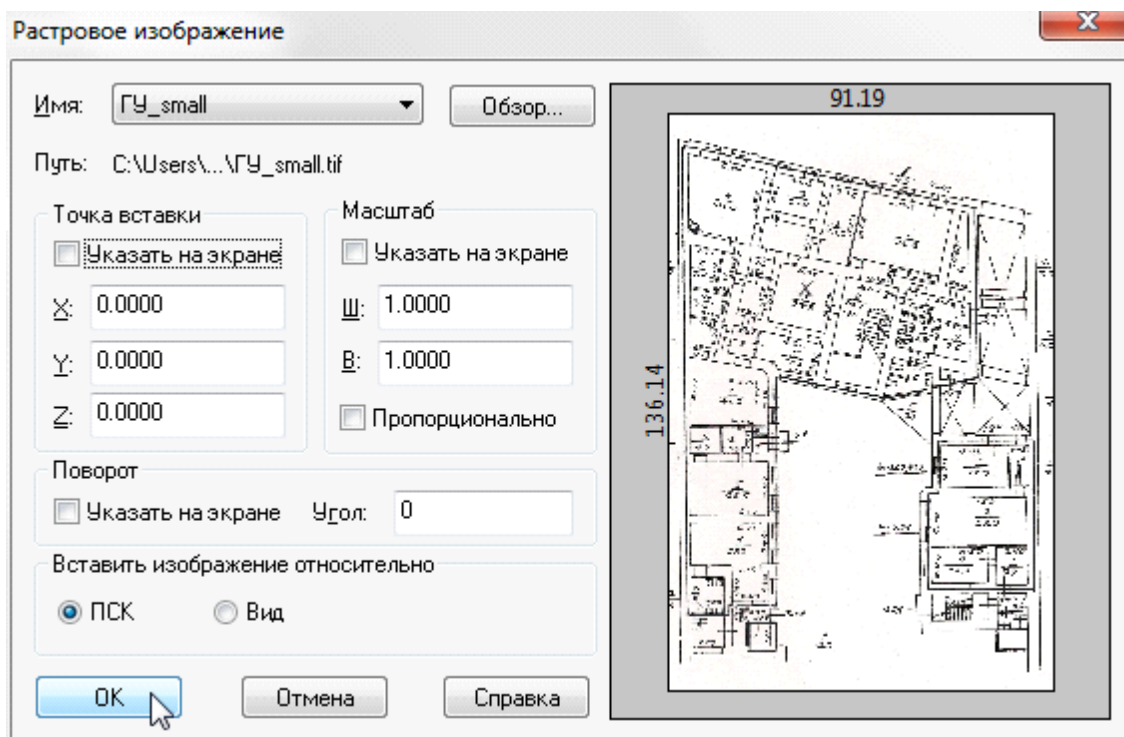 Растровое изображение
Имя: ГУ_small Обзор...
Путь: C:\Users\...\ГУ_small.tif
Точка вставки
Указать на экране
X: 0.0000
Y: 0.0000
Z: 0.0000
Масштаб
Указать на экране
Ш: 1.0000
В: 1.0000
Пропорционально
Поворот
Указать на экране Угол: 0
Вставить изображение относительно
ПСК Вид
OK Отмена Справка
91.19
136.14